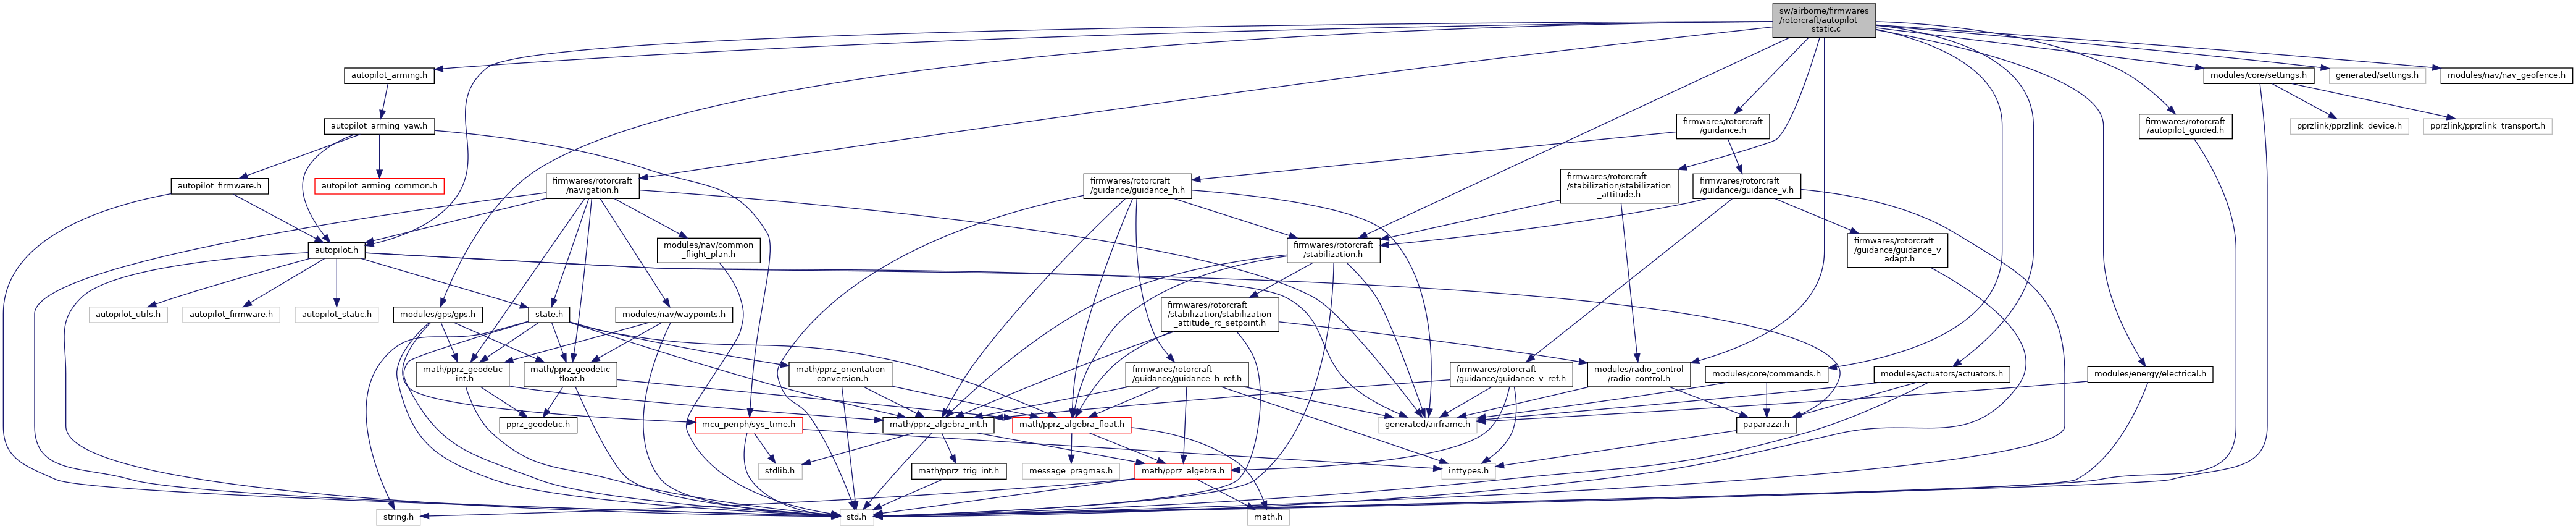 sw/airborne/firmwares
/rotorcraft/autopilot
_static.c
autopilot_arming.h
modules/core/settings.h
generated/settings.h
modules/nav/nav_geofence.h
autopilot_arming_yaw.h
firmwares/rotorcraft
/guidance.h
firmwares/rotorcraft
/autopilot_guided.h
pprzlink/pprzlink_device.h
pprzlink/pprzlink_transport.h
autopilot_firmware.h
autopilot_arming_common.h
firmwares/rotorcraft
/navigation.h
firmwares/rotorcraft
/guidance/guidance_h.h
firmwares/rotorcraft
/stabilization/stabilization
_attitude.h
firmwares/rotorcraft
/guidance/guidance_v.h
autopilot.h
modules/nav/common
_flight_plan.h
firmwares/rotorcraft
/stabilization.h
firmwares/rotorcraft
/guidance/guidance_v
_adapt.h
autopilot_utils.h
autopilot_firmware.h
autopilot_static.h
modules/gps/gps.h
state.h
modules/nav/waypoints.h
firmwares/rotorcraft
/stabilization/stabilization
_attitude_rc_setpoint.h
math/pprz_geodetic
_int.h
math/pprz_geodetic
_float.h
math/pprz_orientation
_conversion.h
firmwares/rotorcraft
/guidance/guidance_h_ref.h
firmwares/rotorcraft
/guidance/guidance_v_ref.h
modules/radio_control
/radio_control.h
modules/core/commands.h
modules/actuators/actuators.h
modules/energy/electrical.h
pprz_geodetic.h
mcu_periph/sys_time.h
math/pprz_algebra_int.h
math/pprz_algebra_float.h
generated/airframe.h
paparazzi.h
stdlib.h
math/pprz_trig_int.h
message_pragmas.h
math/pprz_algebra.h
inttypes.h
string.h
std.h
math.h